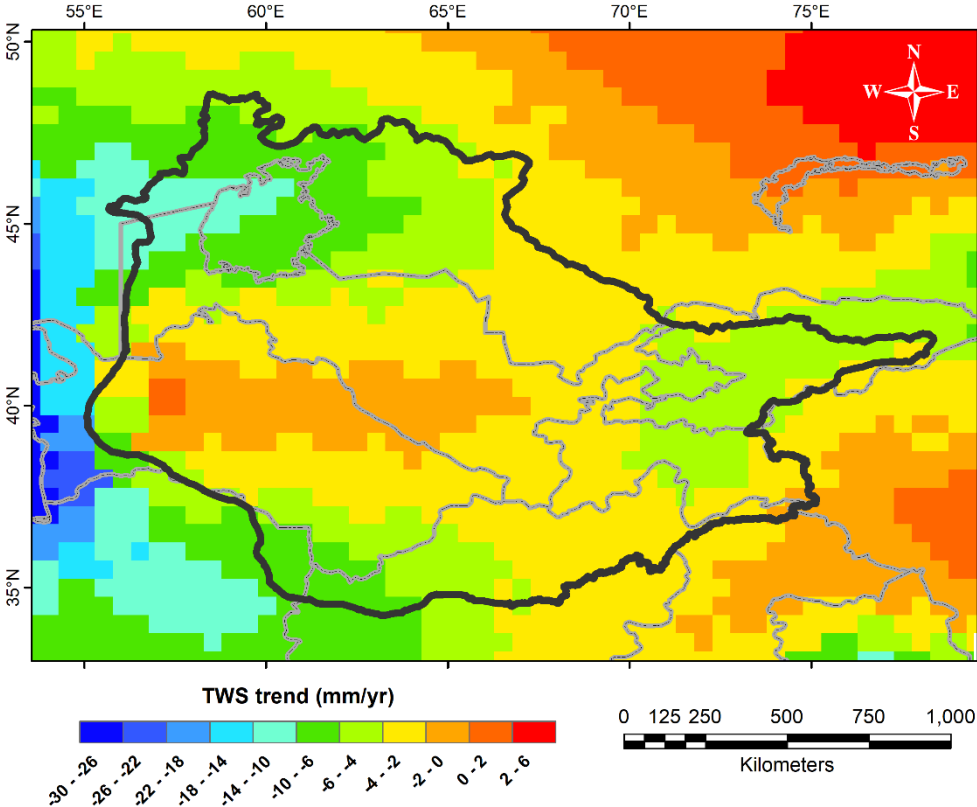 55°E 60°E 65°E 70°E 75°E
50°N
45°N
40°N
35°N
N
W E
S
TWS trend (mm/yr)
-30 - -26
-26 - -22
-22 - -18
-18 - -14
-14 - -10
-10 - -6
-6 - -4
-4 - -2
-2 - 0
0 - 2
2 - 6
0 125 250 500 750 1,000
Kilometers